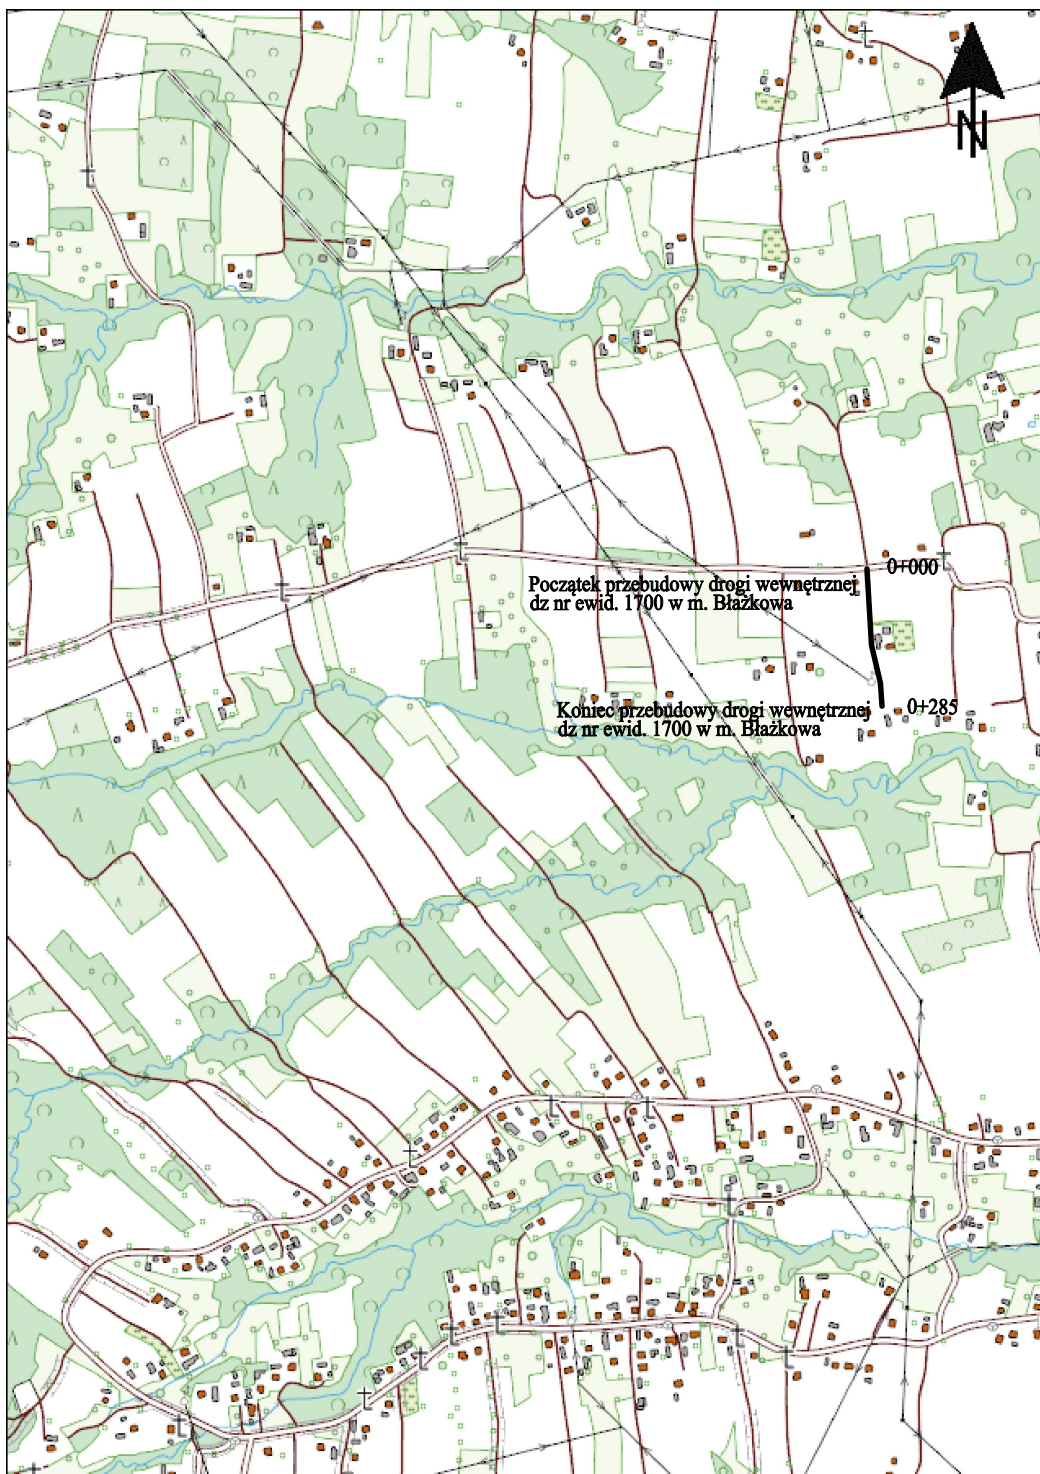 N
0+000
Początek przebudowy drogi wewnętrznej
dz nr ewid. 1700 w m. Błażkowa
0+285
Koniec przebudowy drogi wewnętrznej
dz nr ewid. 1700 w m. Błażkowa